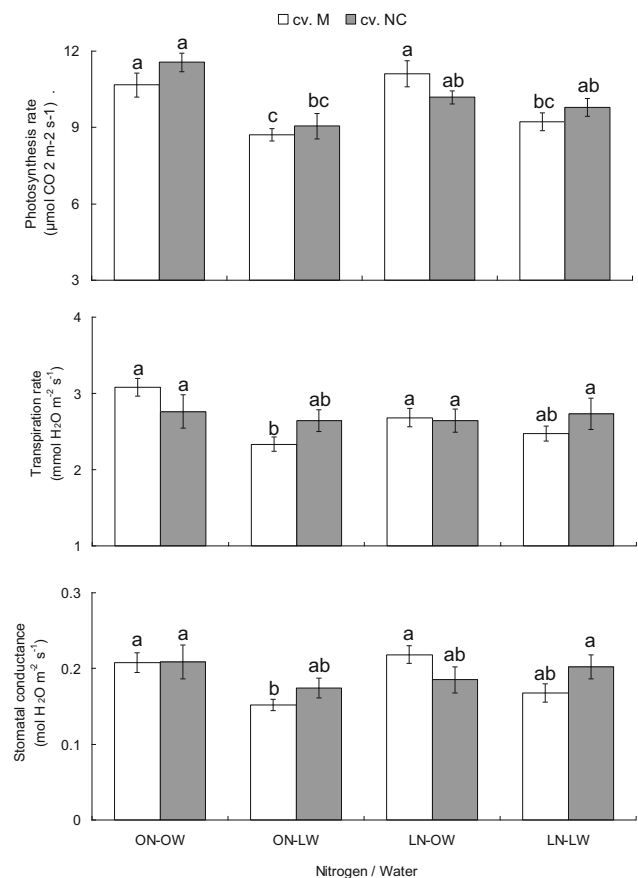 cv. M cv. NC
Photosynthesis rate
(µmol CO 2 m-2 s-1) .
12
9
6
3
a a c bc a ab bc ab
Transpiration rate
(mmol H₂O m⁻² s⁻¹)
4
3
2
1
a a b ab a a ab a
Stomatal conductance
(mol H₂O m⁻² s⁻¹)
0.3
0.2
0.1
0
a a b ab a ab ab a
ON-OW ON-LW LN-OW LN-LW
Nitrogen / Water